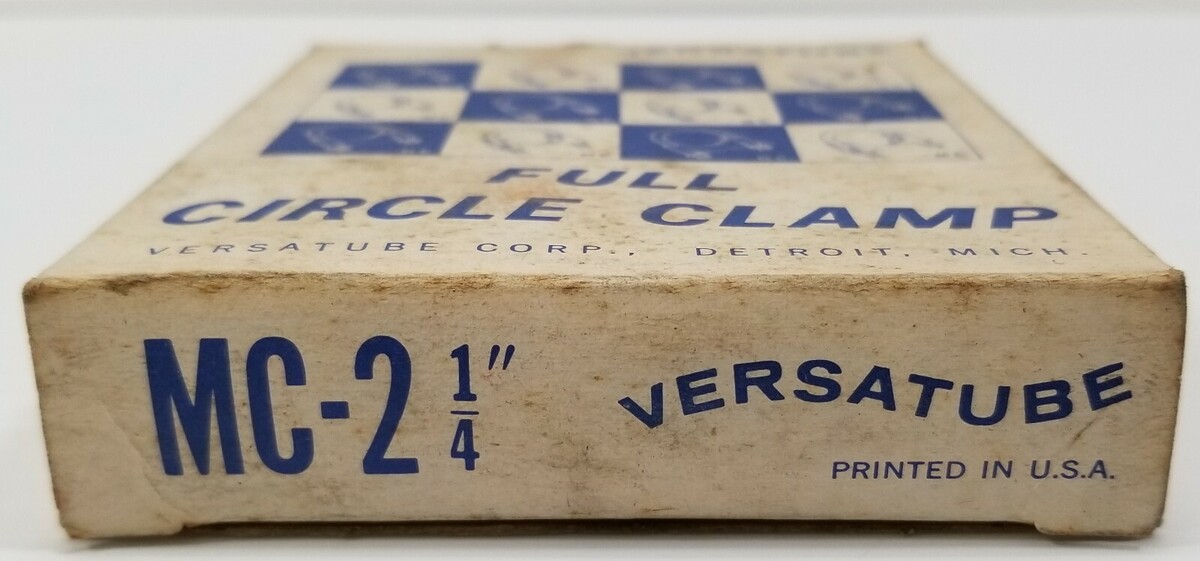 FULL
CIRCLE CLAMP
VERSATUBE CORP., DETROIT, MICH.
MC-2 1/4"
VERSATUBE
PRINTED IN U.S.A.